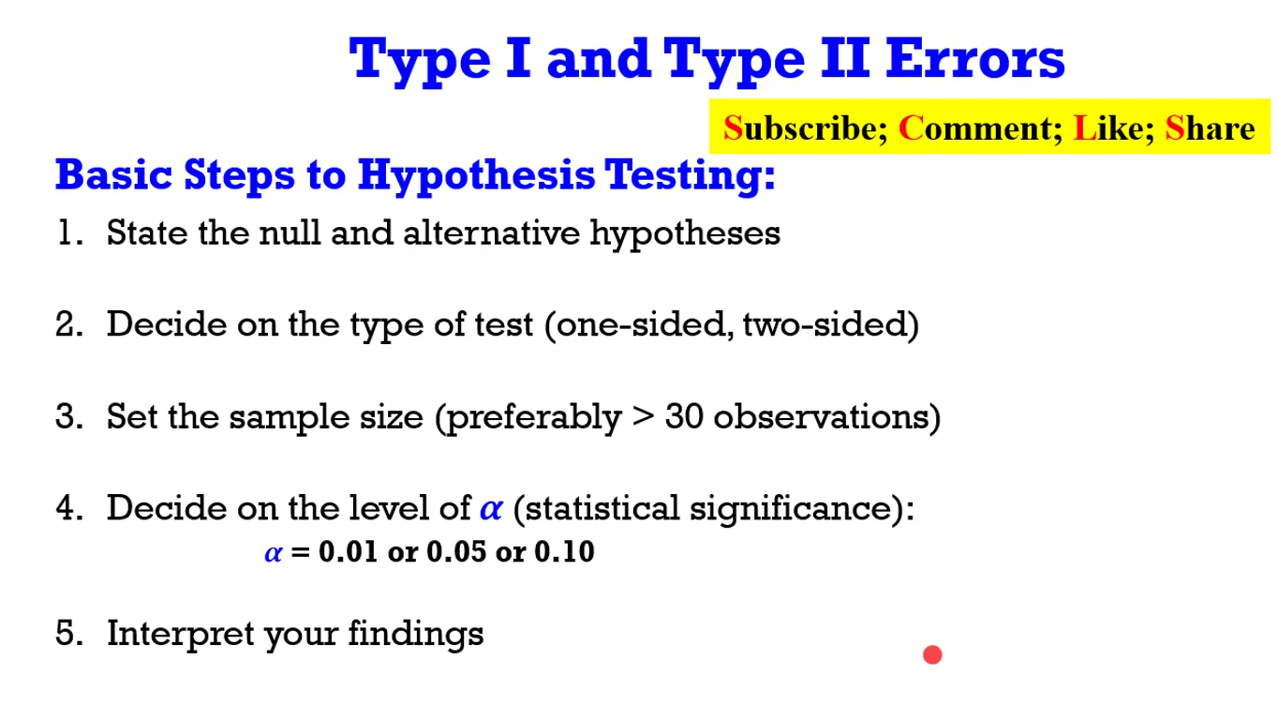 Type I and Type II Errors
Subscribe; Comment; Like; Share
Basic Steps to Hypothesis Testing:
1. State the null and alternative hypotheses
2. Decide on the type of test (one-sided, two-sided)
3. Set the sample size (preferably > 30 observations)
4. Decide on the level of α (statistical significance):
α = 0.01 or 0.05 or 0.10
5. Interpret your findings